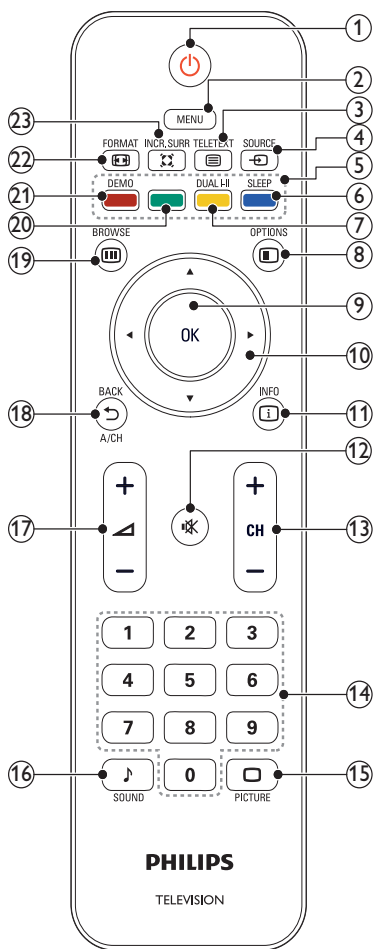 1
2
MENU
3
23
FORMAT INCR.SURR TELETEXT SOURCE
4
22
5
DEMO DUAL I-II SLEEP
21
6
20
7
BROWSE OPTIONS
19
8
9
OK
10
BACK INFO
18
11
A/CH
12
+ +
17
CH
13
− −
1 2 3
4 5 6
14
7 8 9
16
0
15
SOUND PICTURE
PHILIPS
TELEVISION